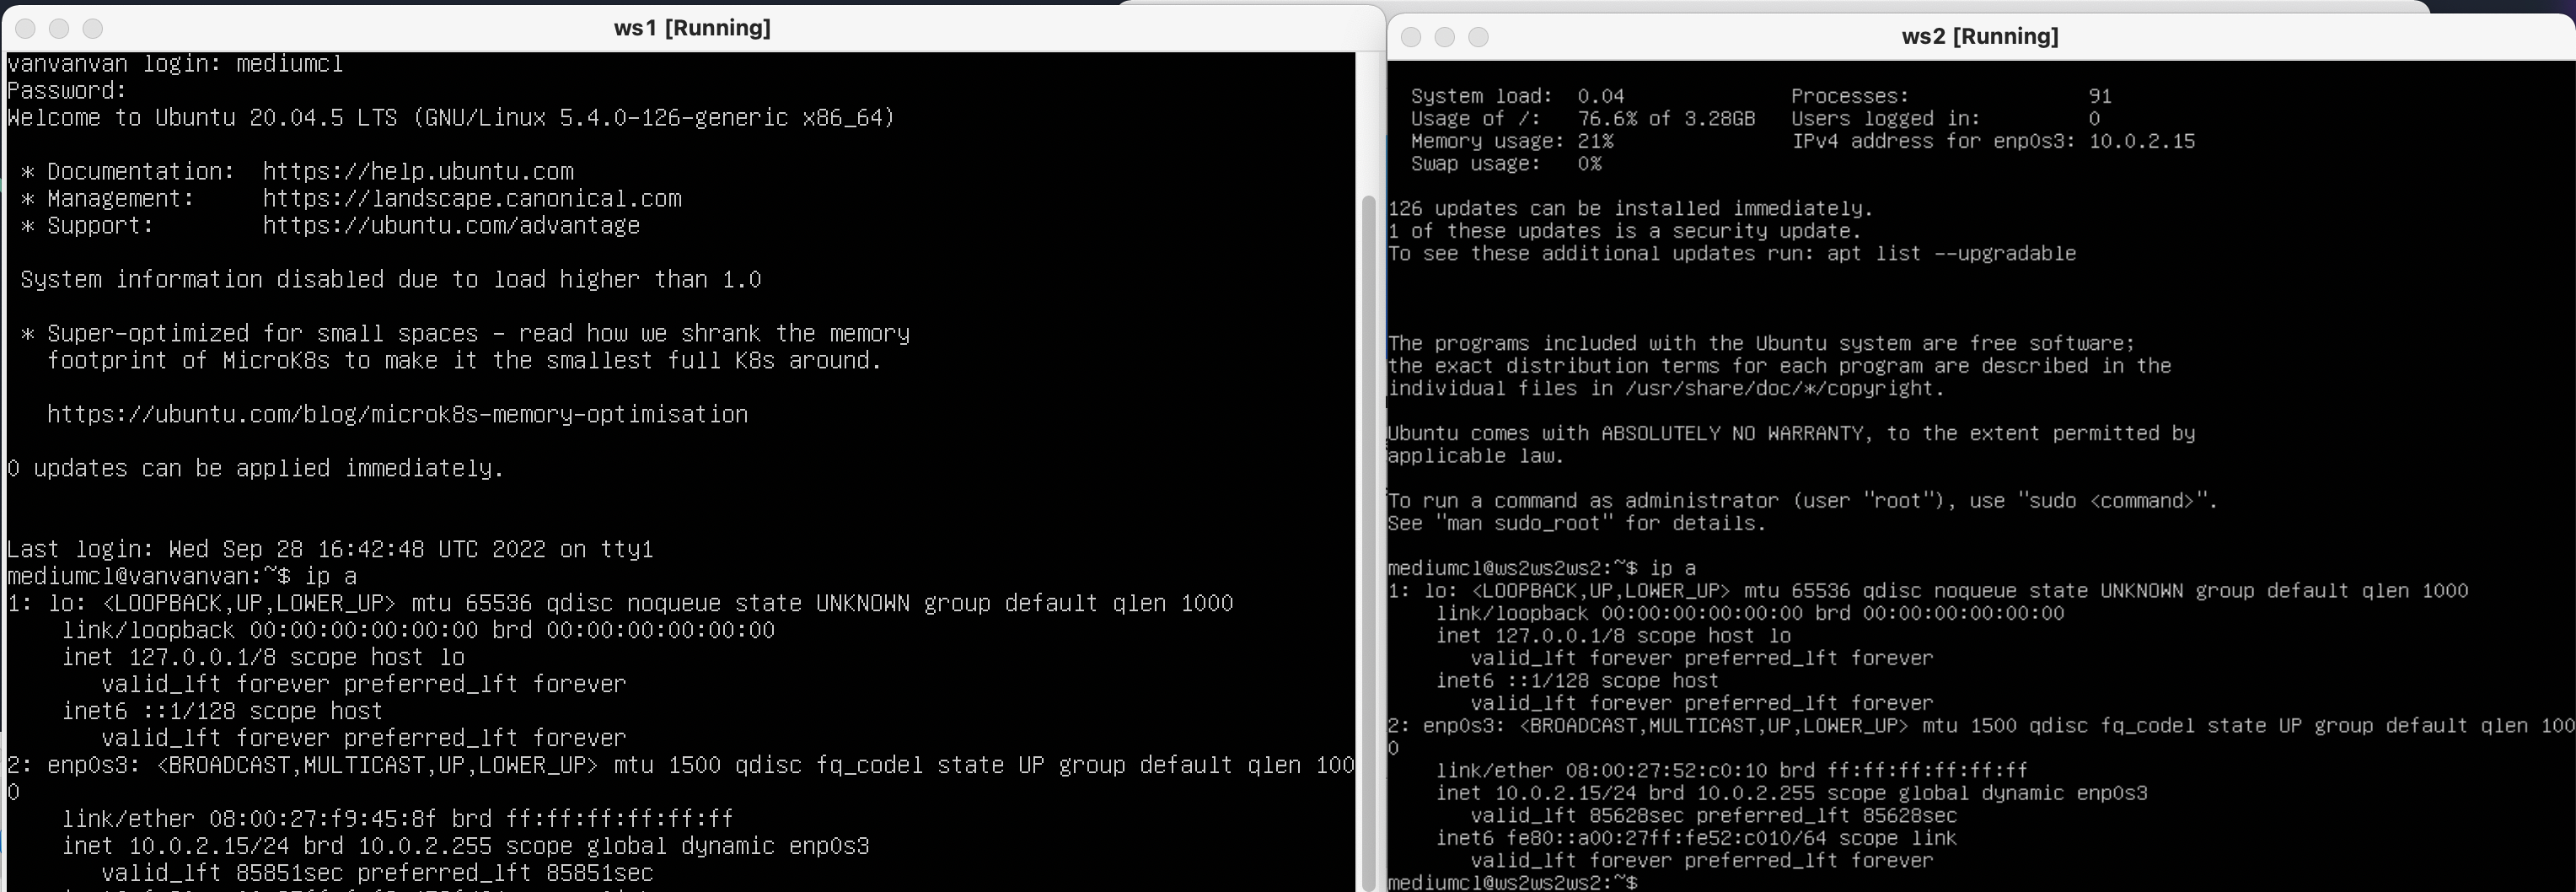 ws1 [Running]
vanvanvan login: mediumcl
Password:
Welcome to Ubuntu 20.04.5 LTS (GNU/Linux 5.4.0-126-generic x86_64)
* Documentation:  https://help.ubuntu.com
* Management:     https://landscape.canonical.com
* Support:        https://ubuntu.com/advantage
System information disabled due to load higher than 1.0
* Super-optimized for small spaces - read how we shrank the memory
footprint of MicroK8s to make it the smallest full K8s around.
https://ubuntu.com/blog/microk8s-memory-optimisation
0 updates can be applied immediately.
Last login: Wed Sep 28 16:42:48 UTC 2022 on tty1
mediumcl@vanvanvan:~$ ip a
1: lo: <LOOPBACK,UP,LOWER_UP> mtu 65536 qdisc noqueue state UNKNOWN group default qlen 1000
link/loopback 00:00:00:00:00:00 brd 00:00:00:00:00:00
inet 127.0.0.1/8 scope host lo
valid_lft forever preferred_lft forever
inet6 ::1/128 scope host
valid_lft forever preferred_lft forever
2: enp0s3: <BROADCAST,MULTICAST,UP,LOWER_UP> mtu 1500 qdisc fq_codel state UP group default qlen 100
0
link/ether 08:00:27:f9:45:8f brd ff:ff:ff:ff:ff:ff
inet 10.0.2.15/24 brd 10.0.2.255 scope global dynamic enp0s3
valid_lft 85851sec preferred_lft 85851sec
ws2 [Running]
System load:  0.04              Processes:               91
Usage of /:   76.6% of 3.28GB   Users logged in:         0
Memory usage: 21%               IPv4 address for enp0s3: 10.0.2.15
Swap usage:   0%
126 updates can be installed immediately.
1 of these updates is a security update.
To see these additional updates run: apt list --upgradable
The programs included with the Ubuntu system are free software;
the exact distribution terms for each program are described in the
individual files in /usr/share/doc/*/copyright.
Ubuntu comes with ABSOLUTELY NO WARRANTY, to the extent permitted by
applicable law.
To run a command as administrator (user "root"), use "sudo <command>".
See "man sudo_root" for details.
mediumcl@ws2ws2ws2:~$ ip a
1: lo: <LOOPBACK,UP,LOWER_UP> mtu 65536 qdisc noqueue state UNKNOWN group default qlen 1000
link/loopback 00:00:00:00:00:00 brd 00:00:00:00:00:00
inet 127.0.0.1/8 scope host lo
valid_lft forever preferred_lft forever
inet6 ::1/128 scope host
valid_lft forever preferred_lft forever
2: enp0s3: <BROADCAST,MULTICAST,UP,LOWER_UP> mtu 1500 qdisc fq_codel state UP group default qlen 100
0
link/ether 08:00:27:52:c0:10 brd ff:ff:ff:ff:ff:ff
inet 10.0.2.15/24 brd 10.0.2.255 scope global dynamic enp0s3
valid_lft 85628sec preferred_lft 85628sec
inet6 fe80::a00:27ff:fe52:c010/64 scope link
valid_lft forever preferred_lft forever
mediumcl@ws2ws2ws2:~$